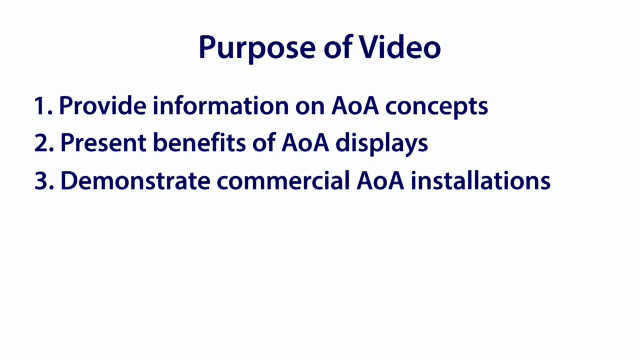 Purpose of Video
1. Provide information on AoA concepts
2. Present benefits of AoA displays
3. Demonstrate commercial AoA installations